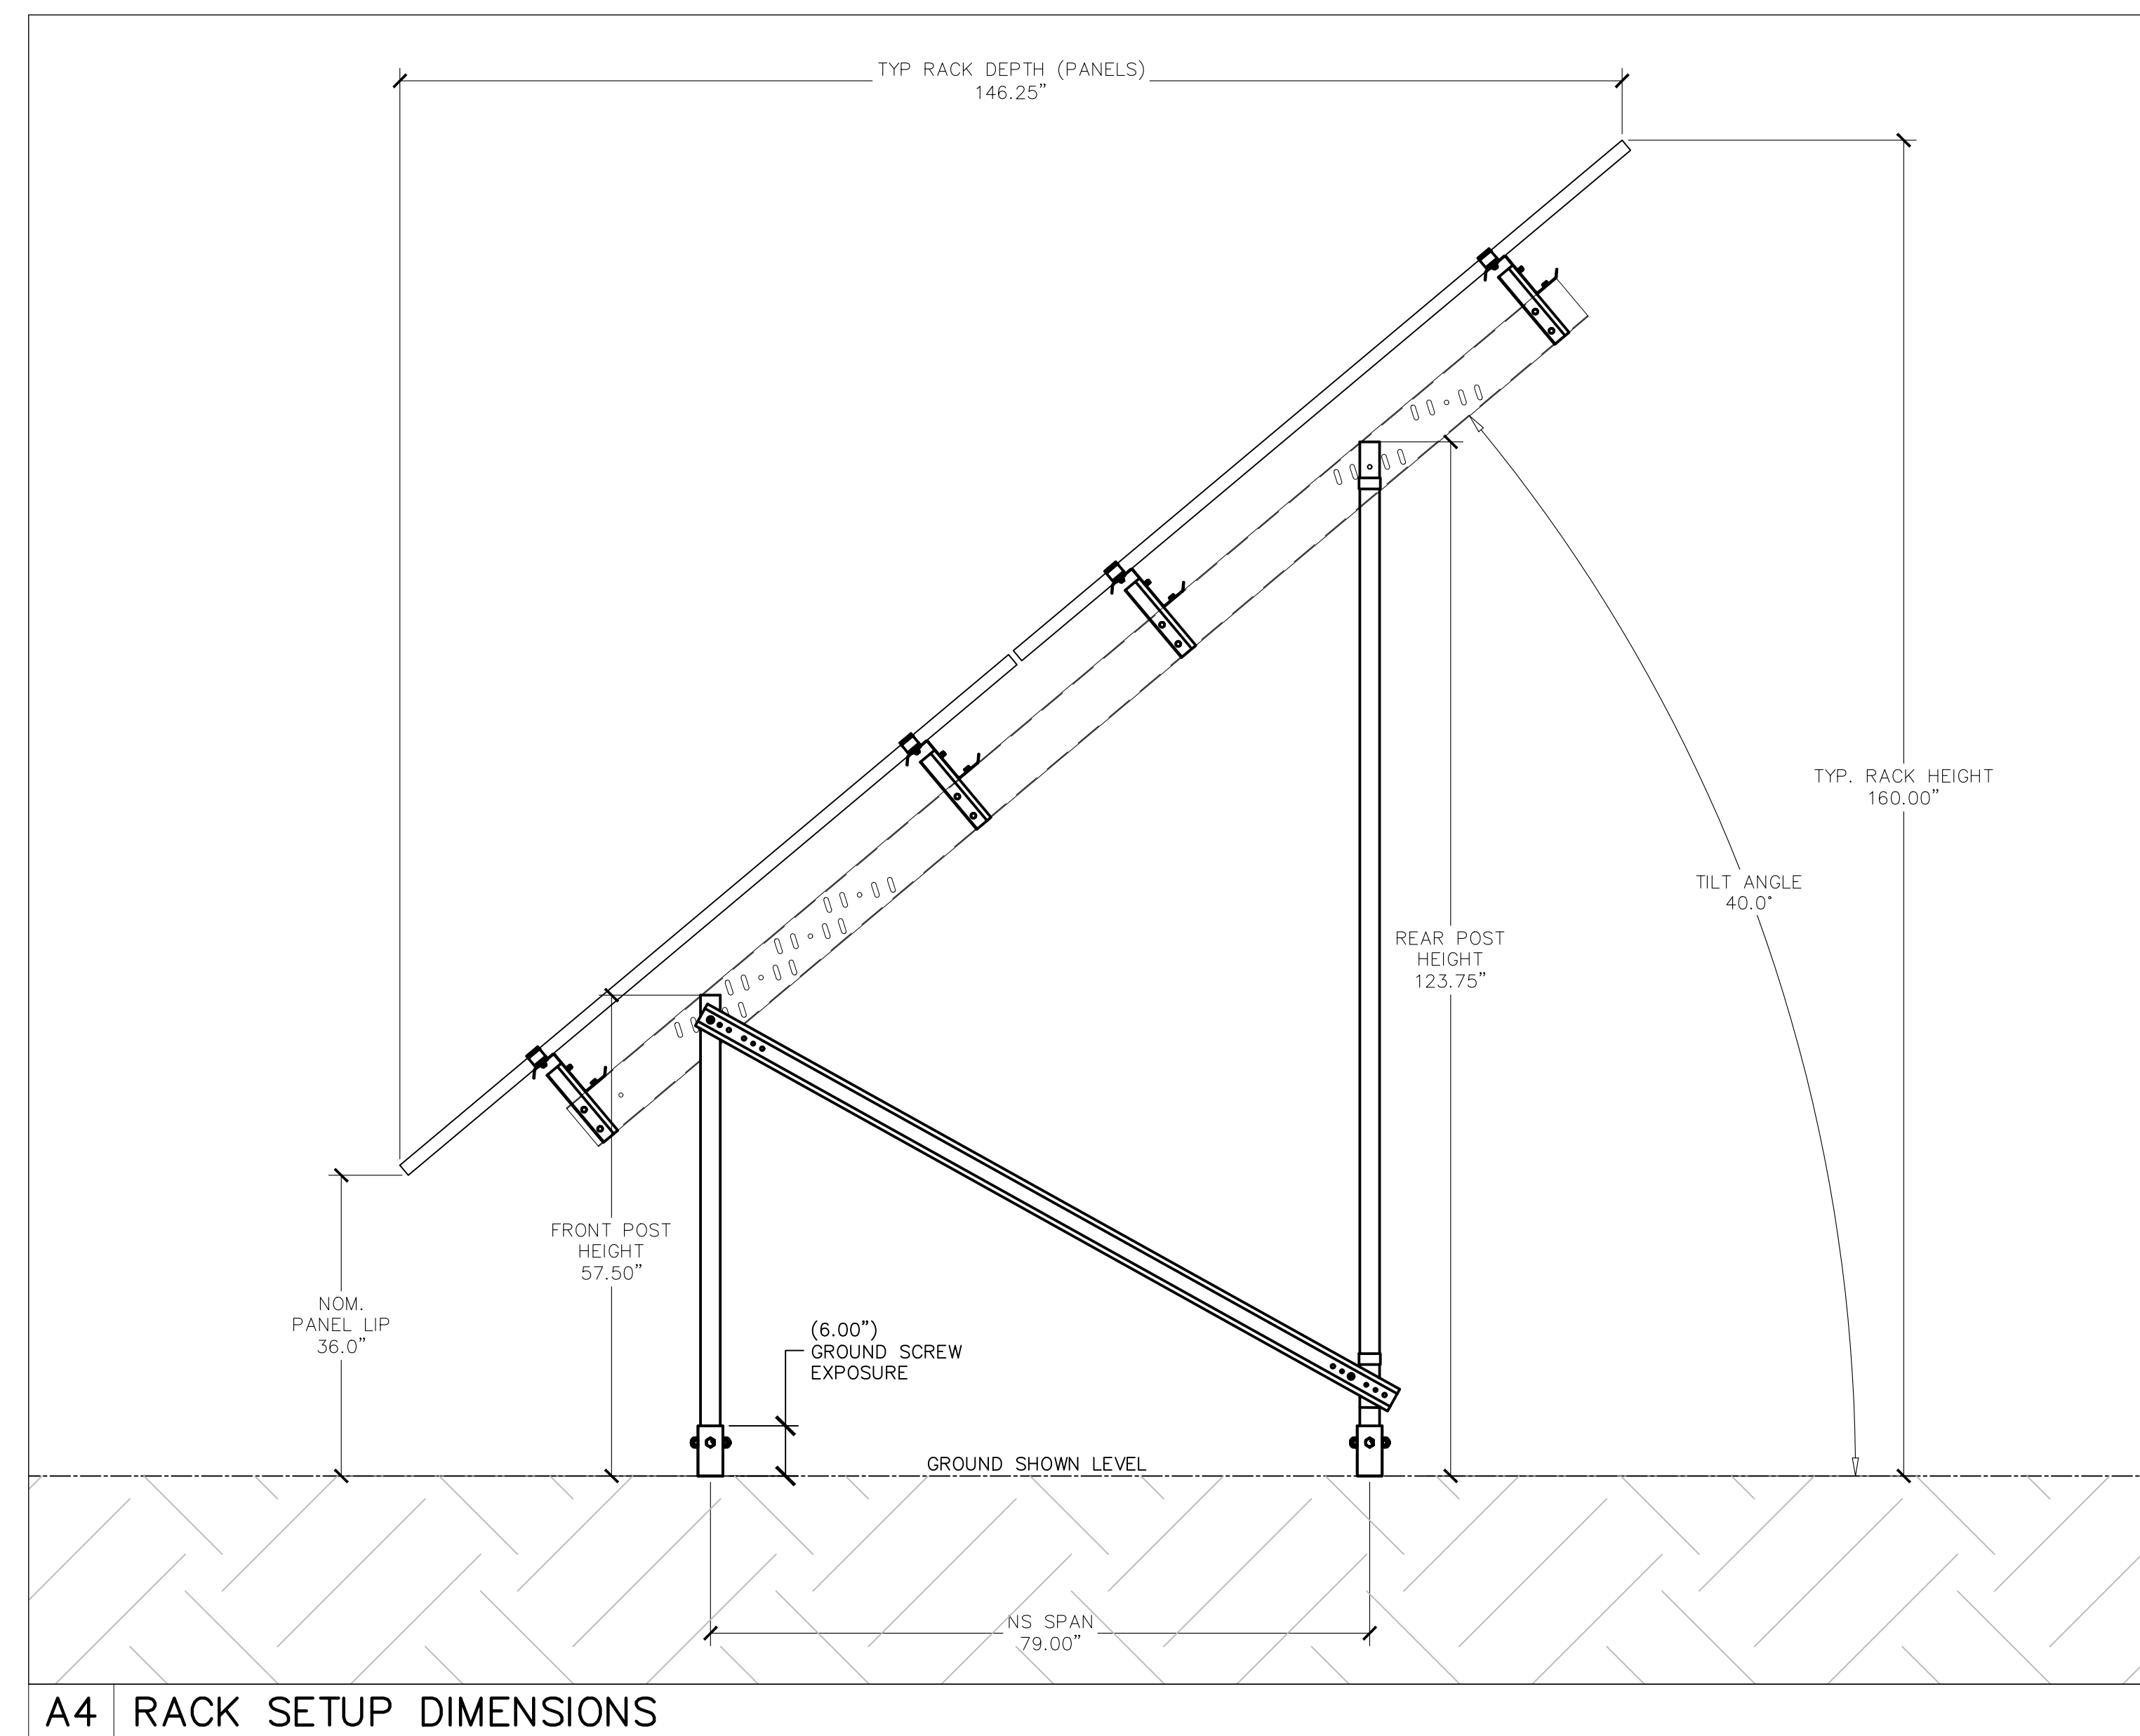 TYP RACK DEPTH (PANELS)
146.25”
TYP. RACK HEIGHT
160.00”
TILT ANGLE
40.0°
REAR POST
HEIGHT
123.75”
FRONT POST
HEIGHT
57.50”
NOM.
PANEL LIP
36.0”
(6.00”)
GROUND SCREW
EXPOSURE
GROUND SHOWN LEVEL
NS SPAN
79.00”
A4 RACK SETUP DIMENSIONS